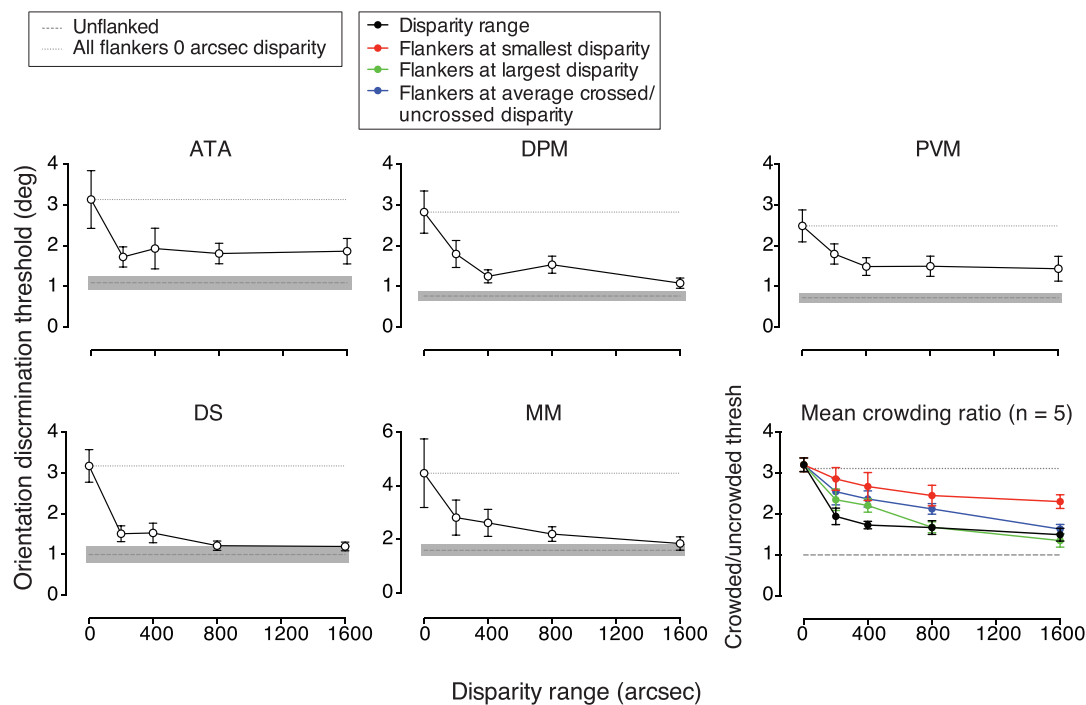 Unflanked
All flankers 0 arcsec disparity
Disparity range
Flankers at smallest disparity
Flankers at largest disparity
Flankers at average crossed/
uncrossed disparity
Orientation discrmination threshold (deg)
ATA
4
3
2
1
0
DPM
4
3
2
1
0
PVM
4
3
2
1
0
DS
4
3
2
1
0
0 400 800 1200 1600
MM
6
4
2
0
0 400 800 1200 1600
Mean crowding ratio (n = 5)
Crowded/uncrowded thresh
4
3
2
1
0
0 400 800 1200 1600
Disparity range (arcsec)